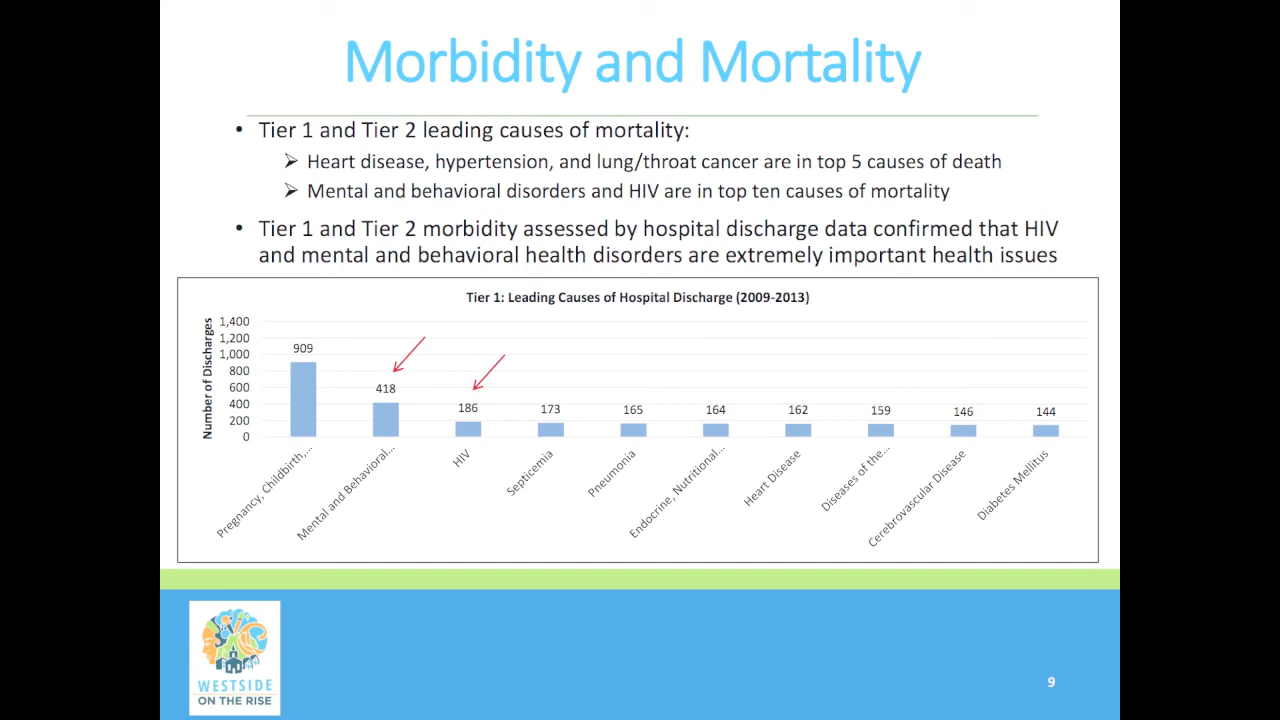 Morbidity and Mortality
• Tier 1 and Tier 2 leading causes of mortality:
➢ Heart disease, hypertension, and lung/throat cancer are in top 5 causes of death
➢ Mental and behavioral disorders and HIV are in top ten causes of mortality
• Tier 1 and Tier 2 morbidity assessed by hospital discharge data confirmed that HIV
and mental and behavioral health disorders are extremely important health issues
Tier 1: Leading Causes of Hospital Discharge (2009-2013)
Number of Discharges
1,400
1,200
1,000
800
600
400
200
0
909
418
186
173
165
164
162
159
146
144
Pregnancy, Childbirth,...
Mental and Behavioral...
HIV
Septicemia
Pneumonia
Endocrine, Nutritional...
Heart Disease
Diseases of the...
Cerebrovascular Disease
Diabetes Mellitus
WESTSIDE
ON THE RISE
9